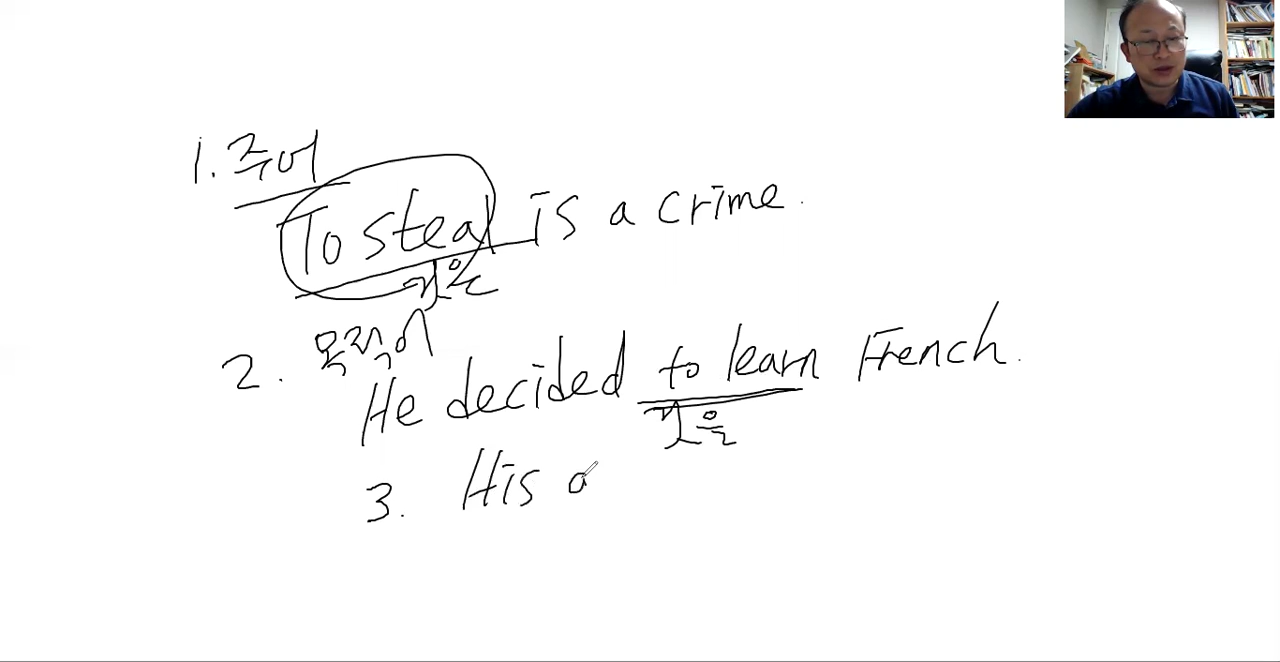 1. 주어
To steal is a crime.
것은
2. 목적어
He decided to learn French.
것을
3. His a